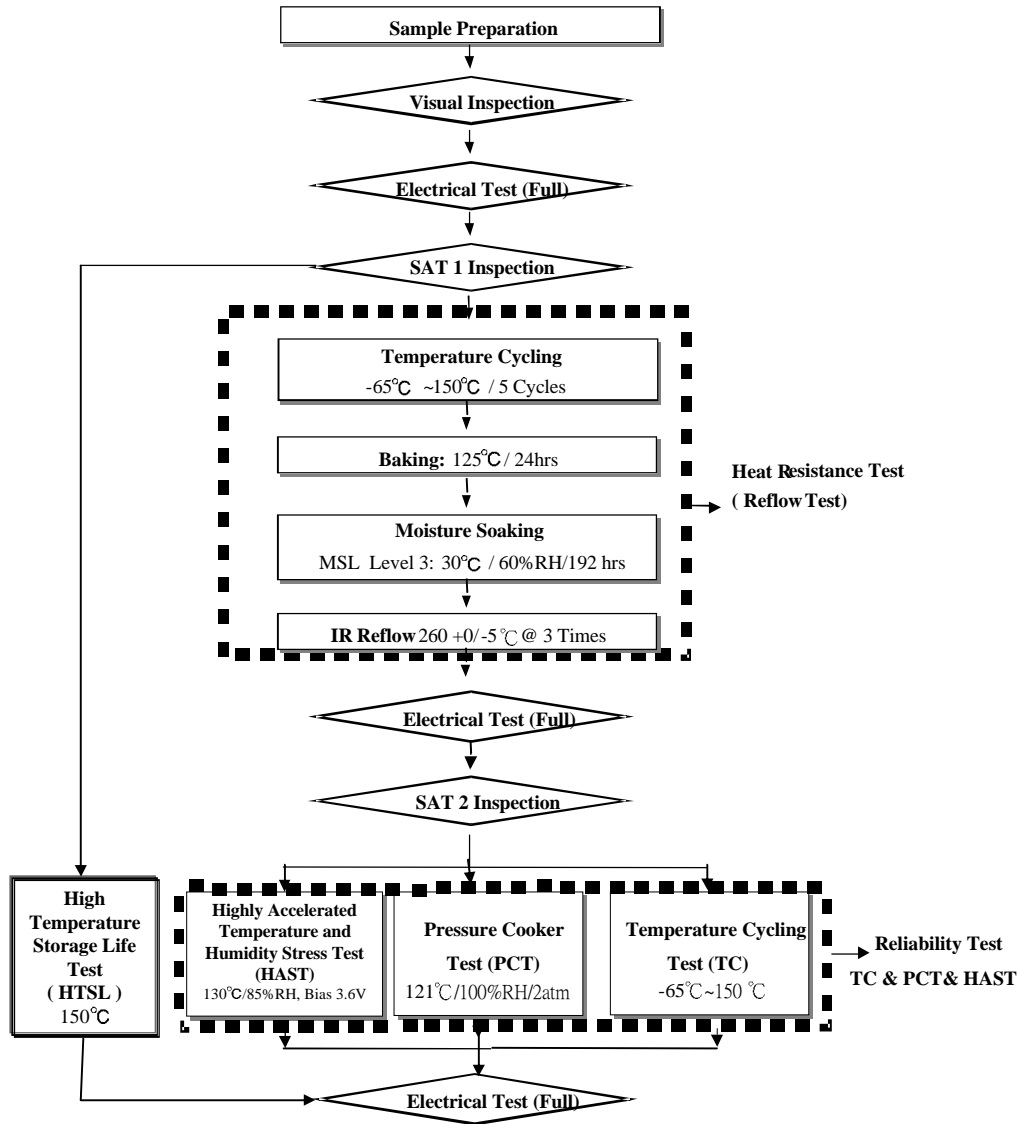 Sample Preparation
Visual Inspection
Electrical Test (Full)
SAT 1 Inspection
Temperature Cycling
-65℃ ~150℃ / 5 Cycles
Baking: 125℃ / 24hrs
Moisture Soaking
MSL Level 3: 30℃ / 60%RH/192 hrs
IR Reflow 260 +0/-5℃ @ 3 Times
Heat Resistance Test
( Reflow Test)
Electrical Test (Full)
SAT 2 Inspection
High
Temperature
Storage Life
Test
( HTSL )
150℃
Highly Accelerated
Temperature and
Humidity Stress Test
(HAST)
130℃/85%RH, Bias 3.6V
Pressure Cooker
Test (PCT)
121℃/100%RH/2atm
Temperature Cycling
Test (TC)
-65℃~150 ℃
Reliability Test
TC & PCT& HAST
Electrical Test (Full)